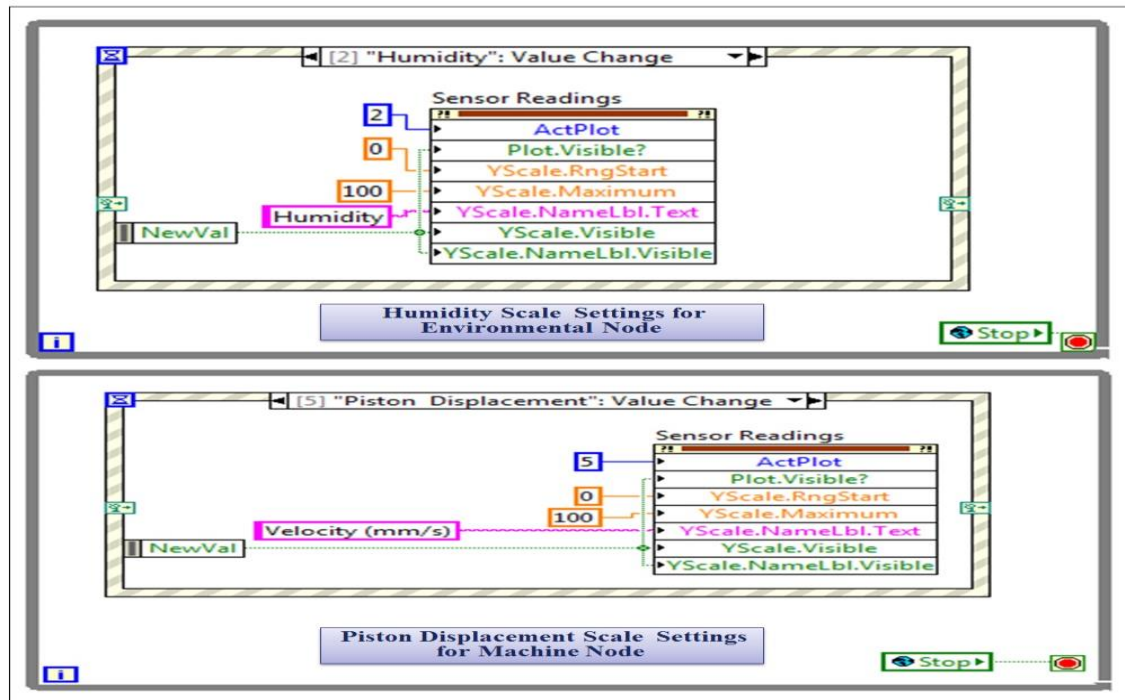 [2] "Humidity": Value Change
Sensor Readings
2
ActPlot
0
Plot.Visible?
YScale.RngStart
100
YScale.Maximum
Humidity
YScale.NameLbl.Text
NewVal
YScale.Visible
YScale.NameLbl.Visible
Humidity Scale Settings for
Environmental Node
i
Stop
[5] "Piston Displacement": Value Change
Sensor Readings
5
ActPlot
Plot.Visible?
0
YScale.RngStart
100
YScale.Maximum
Velocity (mm/s)
YScale.NameLbl.Text
NewVal
YScale.Visible
YScale.NameLbl.Visible
Piston Displacement Scale Settings
for Machine Node
i
Stop